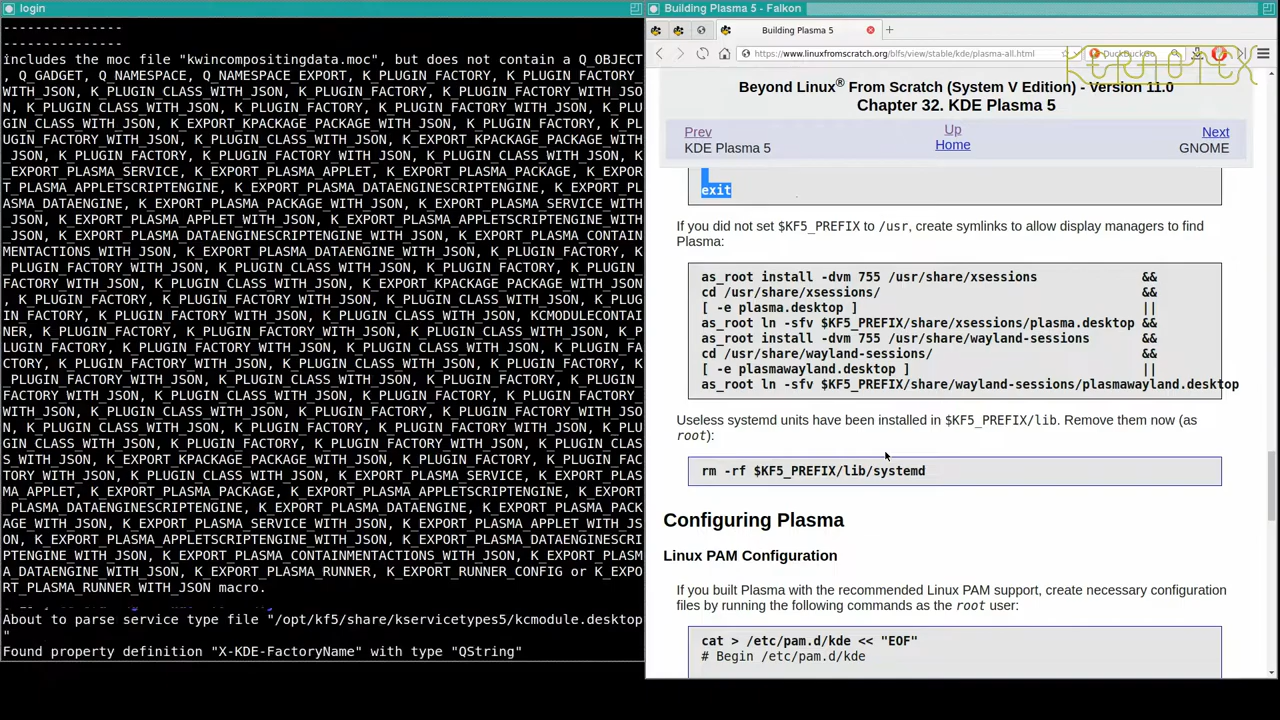 login
---------------
---------------
includes the moc file "kwincompositingdata.moc", but does not contain a Q_OBJECT
, Q_GADGET, Q_NAMESPACE, Q_NAMESPACE_EXPORT, K_PLUGIN_FACTORY, K_PLUGIN_FACTORY_
WITH_JSON, K_PLUGIN_CLASS_WITH_JSON, K_PLUGIN_FACTORY, K_PLUGIN_FACTORY_WITH_JSO
N, K_PLUGIN_CLASS_WITH_JSON, K_PLUGIN_FACTORY, K_PLUGIN_FACTORY_WITH_JSON, K_PLU
GIN_CLASS_WITH_JSON, K_EXPORT_KPACKAGE_PACKAGE_WITH_JSON, K_PLUGIN_FACTORY, K_PL
UGIN_FACTORY_WITH_JSON, K_PLUGIN_CLASS_WITH_JSON, K_EXPORT_KPACKAGE_PACKAGE_WITH
_JSON, K_PLUGIN_FACTORY, K_PLUGIN_FACTORY_WITH_JSON, K_PLUGIN_CLASS_WITH_JSON, K
_EXPORT_PLASMA_SERVICE, K_EXPORT_PLASMA_APPLET, K_EXPORT_PLASMA_PACKAGE, K_EXPOR
T_PLASMA_APPLETSCRIPTENGINE, K_EXPORT_PLASMA_DATAENGINESCRIPTENGINE, K_EXPORT_PL
ASMA_DATAENGINE, K_EXPORT_PLASMA_PACKAGE_WITH_JSON, K_EXPORT_PLASMA_SERVICE_WITH
_JSON, K_EXPORT_PLASMA_APPLET_WITH_JSON, K_EXPORT_PLASMA_APPLETSCRIPTENGINE_WITH
_JSON, K_EXPORT_PLASMA_DATAENGINESCRIPTENGINE_WITH_JSON, K_EXPORT_PLASMA_CONTAIN
MENTACTIONS_WITH_JSON, K_EXPORT_PLASMA_DATAENGINE_WITH_JSON, K_PLUGIN_FACTORY, K
_PLUGIN_FACTORY_WITH_JSON, K_PLUGIN_CLASS_WITH_JSON, K_PLUGIN_FACTORY, K_PLUGIN_
FACTORY_WITH_JSON, K_PLUGIN_CLASS_WITH_JSON, K_EXPORT_KPACKAGE_PACKAGE_WITH_JSON
, K_PLUGIN_FACTORY, K_PLUGIN_FACTORY_WITH_JSON, K_PLUGIN_CLASS_WITH_JSON, K_PLUG
IN_FACTORY, K_PLUGIN_FACTORY_WITH_JSON, K_PLUGIN_CLASS_WITH_JSON, KCMODULECONTAI
NER, K_PLUGIN_FACTORY, K_PLUGIN_FACTORY_WITH_JSON, K_PLUGIN_CLASS_WITH_JSON, K_P
LUGIN_FACTORY, K_PLUGIN_FACTORY_WITH_JSON, K_PLUGIN_CLASS_WITH_JSON, K_PLUGIN_FA
CTORY, K_PLUGIN_FACTORY_WITH_JSON, K_PLUGIN_CLASS_WITH_JSON, K_PLUGIN_FACTORY, K
_PLUGIN_FACTORY_WITH_JSON, K_PLUGIN_CLASS_WITH_JSON, K_PLUGIN_FACTORY, K_PLUGIN_
FACTORY_WITH_JSON, K_PLUGIN_CLASS_WITH_JSON, K_PLUGIN_FACTORY, K_PLUGIN_FACTORY_
WITH_JSON, K_PLUGIN_CLASS_WITH_JSON, K_PLUGIN_FACTORY, K_PLUGIN_FACTORY_WITH_JSO
N, K_PLUGIN_CLASS_WITH_JSON, K_PLUGIN_FACTORY, K_PLUGIN_FACTORY_WITH_JSON, K_PLU
GIN_CLASS_WITH_JSON, K_PLUGIN_FACTORY, K_PLUGIN_FACTORY_WITH_JSON, K_PLUGIN_CLAS
S_WITH_JSON, K_EXPORT_KPACKAGE_PACKAGE_WITH_JSON, K_PLUGIN_FACTORY, K_PLUGIN_FAC
TORY_WITH_JSON, K_PLUGIN_CLASS_WITH_JSON, K_EXPORT_PLASMA_SERVICE, K_EXPORT_PLAS
MA_APPLET, K_EXPORT_PLASMA_PACKAGE, K_EXPORT_PLASMA_APPLETSCRIPTENGINE, K_EXPORT
_PLASMA_DATAENGINESCRIPTENGINE, K_EXPORT_PLASMA_DATAENGINE, K_EXPORT_PLASMA_PACK
AGE_WITH_JSON, K_EXPORT_PLASMA_SERVICE_WITH_JSON, K_EXPORT_PLASMA_APPLET_WITH_JS
ON, K_EXPORT_PLASMA_APPLETSCRIPTENGINE_WITH_JSON, K_EXPORT_PLASMA_DATAENGINESCRI
PTENGINE_WITH_JSON, K_EXPORT_PLASMA_CONTAINMENTACTIONS_WITH_JSON, K_EXPORT_PLASM
A_DATAENGINE_WITH_JSON, K_EXPORT_PLASMA_RUNNER, K_EXPORT_RUNNER_CONFIG or K_EXPO
RT_PLASMA_RUNNER_WITH_JSON macro.
About to parse service type file "/opt/kf5/share/kservicetypes5/kcmodule.desktop
"
Found property definition "X-KDE-FactoryName" with type "QString"
Building Plasma 5 - Falkon
Building Plasma 5
https://www.linuxfromscratch.org/blfs/view/stable/kde/plasma-all.html
DuckDuckGo
KERNOTEX
Beyond Linux® From Scratch (System V Edition) - Version 11.0
Chapter 32. KDE Plasma 5
Prev Up Next
KDE Plasma 5 Home GNOME
exit
If you did not set $KF5_PREFIX to /usr, create symlinks to allow display managers to find
Plasma:
as_root install -dvm 755 /usr/share/xsessions &&
cd /usr/share/xsessions/ &&
[ -e plasma.desktop ] ||
as_root ln -sfv $KF5_PREFIX/share/xsessions/plasma.desktop &&
as_root install -dvm 755 /usr/share/wayland-sessions &&
cd /usr/share/wayland-sessions/ &&
[ -e plasmawayland.desktop ] ||
as_root ln -sfv $KF5_PREFIX/share/wayland-sessions/plasmawayland.desktop
Useless systemd units have been installed in $KF5_PREFIX/lib. Remove them now (as
root):
rm -rf $KF5_PREFIX/lib/systemd
Configuring Plasma
Linux PAM Configuration
If you built Plasma with the recommended Linux PAM support, create necessary configuration
files by running the following commands as the root user:
cat > /etc/pam.d/kde << "EOF"
# Begin /etc/pam.d/kde